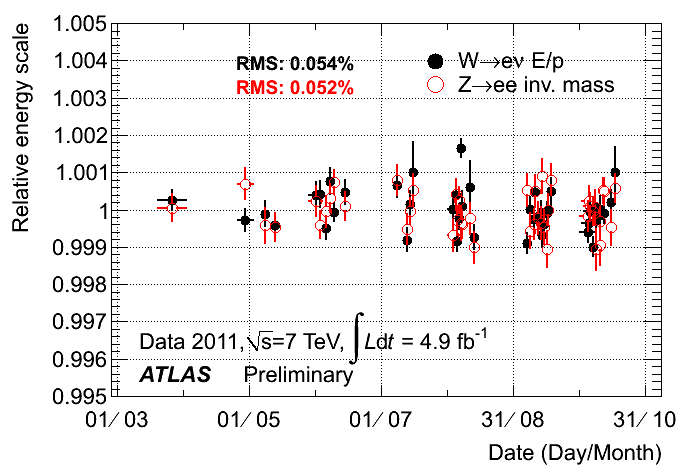 Relative energy scale
1.005
1.004
1.003
1.002
1.001
1
0.999
0.998
0.997
0.996
0.995
RMS: 0.054%
RMS: 0.052%
W→eν E/p
Z→ee inv. mass
Data 2011, √s=7 TeV, ∫Ldt = 4.9 fb⁻¹
ATLAS Preliminary
01/03 01/05 01/07 31/08 31/10
Date (Day/Month)